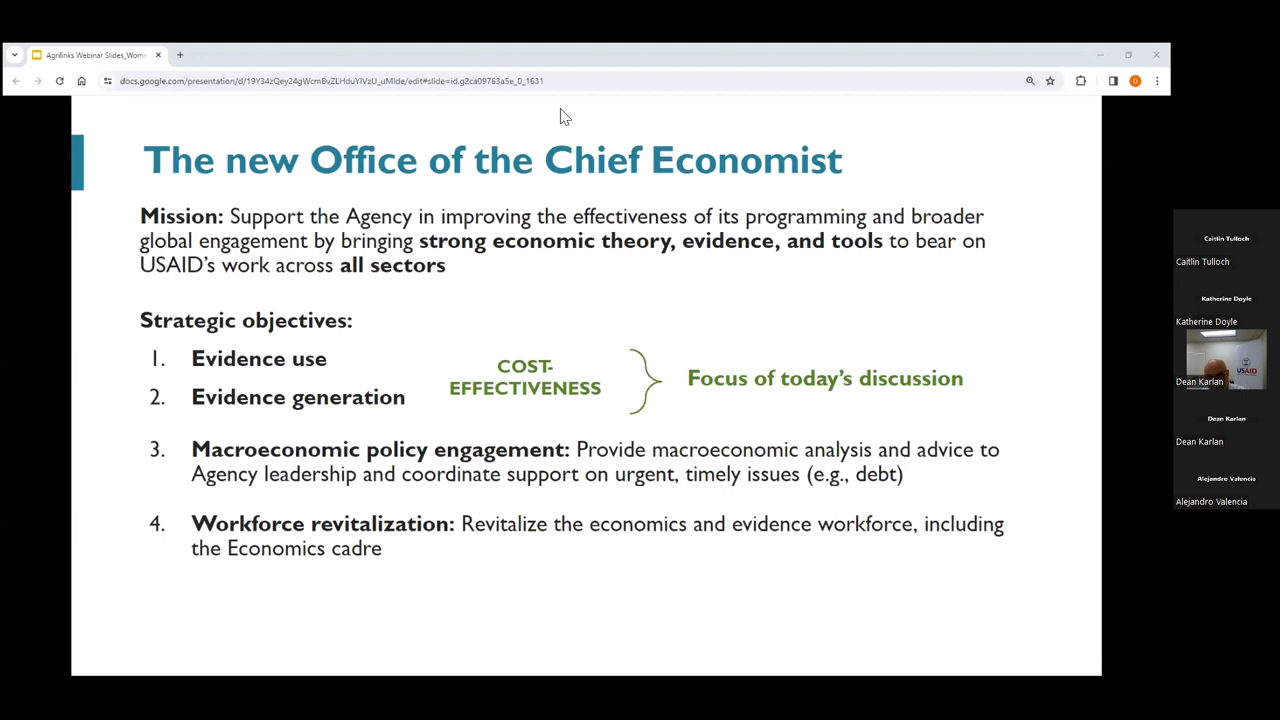 Agrilinks Webinar Slides_Wome
docs.google.com/presentation/d/19Y34zQey24gWcmBvZLHduYlVzU_uMlde/edit#slide=id.g2ca09763a5e_0_1631
The new Office of the Chief Economist
Mission: Support the Agency in improving the effectiveness of its programming and broader
global engagement by bringing strong economic theory, evidence, and tools to bear on
USAID's work across all sectors
Strategic objectives:
1. Evidence use
2. Evidence generation
COST-
EFFECTIVENESS
Focus of today's discussion
3. Macroeconomic policy engagement: Provide macroeconomic analysis and advice to
Agency leadership and coordinate support on urgent, timely issues (e.g., debt)
4. Workforce revitalization: Revitalize the economics and evidence workforce, including
the Economics cadre
Caitlin Tulloch
Caitlin Tulloch
Katherine Doyle
Katherine Doyle
USAID
Dean Karlan
Dean Karlan
Dean Karlan
Alejandro Valencia
Alejandro Valencia